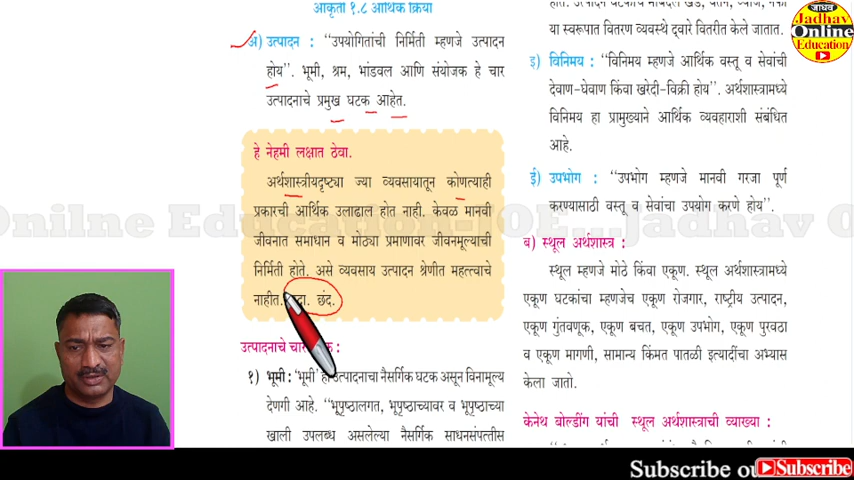 आकृती १.८ आर्थिक क्रिया
अ) उत्पादन : "उपयोगितांची निर्मिती म्हणजे उत्पादन
होय". भूमी, श्रम, भांडवल आणि संयोजक हे चार
उत्पादनाचे प्रमुख घटक आहेत.
हे नेहमी लक्षात ठेवा.
अर्थशास्त्रीयदृष्ट्या ज्या व्यवसायातून कोणत्याही
प्रकारची आर्थिक उलाढाल होत नाही. केवळ मानवी
जीवनात समाधान व मोठ्या प्रमाणावर जीवनमूल्याची
निर्मिती होते. असे व्यवसाय उत्पादन श्रेणीत महत्त्वाचे
नाहीत. छंद.
उत्पादनाचे चार :
१) भूमी : 'भूमी' हा उत्पादनाचा नैसर्गिक घटक असून विनामूल्य
देणगी आहे. "भूपृष्ठालगत, भूपृष्ठाच्यावर व भूपृष्ठाच्या
खाली उपलब्ध असलेल्या नैसर्गिक साधनसंपत्तीस
या स्वरूपात वितरण व्यवस्थे द्वारे वितरीत केले जातात.
इ) विनिमय : "विनिमय म्हणजे आर्थिक वस्तू व सेवांची
देवाण-घेवाण किंवा खरेदी-विक्री होय". अर्थशास्त्रामध्ये
विनिमय हा प्रामुख्याने आर्थिक व्यवहाराशी संबंधित
आहे.
ई) उपभोग : "उपभोग म्हणजे मानवी गरजा पूर्ण
करण्यासाठी वस्तू व सेवांचा उपयोग करणे होय".
ब) स्थूल अर्थशास्त्र :
स्थूल म्हणजे मोठे किंवा एकूण. स्थूल अर्थशास्त्रामध्ये
एकूण घटकांचा म्हणजेच एकूण रोजगार, राष्ट्रीय उत्पादन,
एकूण गुंतवणूक, एकूण बचत, एकूण उपभोग, एकूण पुरवठा
व एकूण मागणी, सामान्य किंमत पातळी इत्यादींचा अभ्यास
केला जातो.
केनेथ बोल्डींग यांची स्थूल अर्थशास्त्राची व्याख्या :
जाधव
Jadhav
Online
Education
Onilne Education-JOE...Jadhav O
Subscribe ou
Subscribe